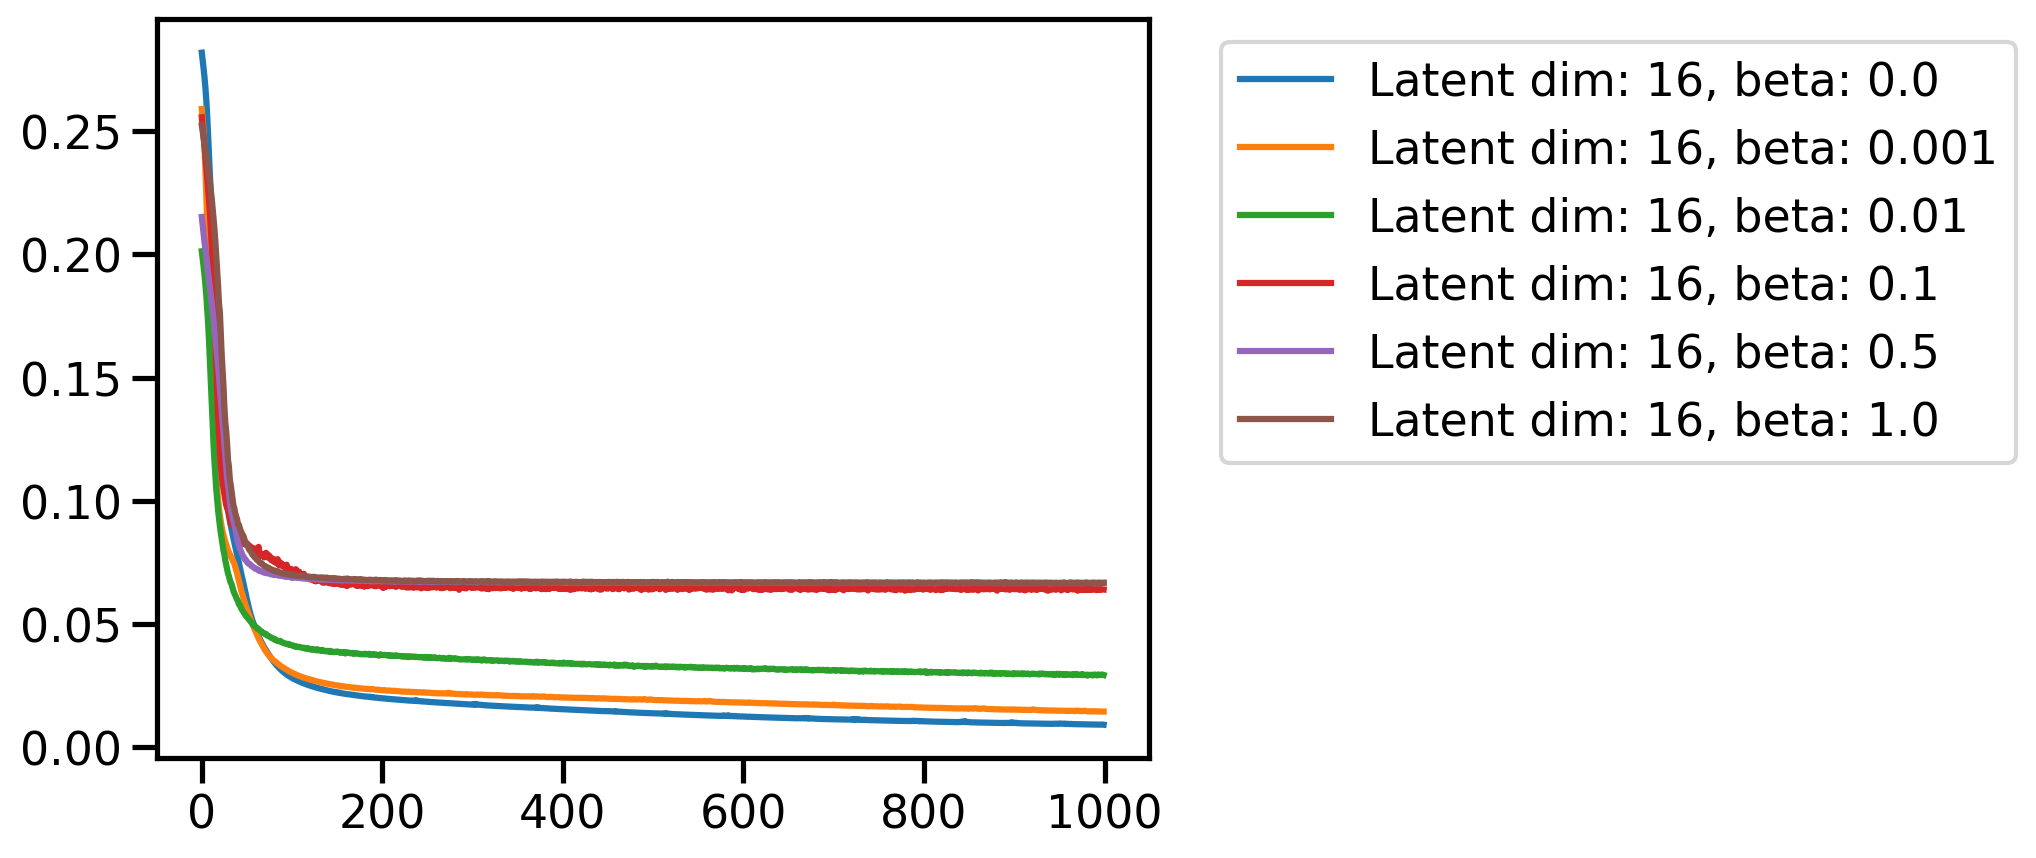 0.25
0.20
0.15
0.10
0.05
0.00
0 200 400 600 800 1000
Latent dim: 16, beta: 0.0
Latent dim: 16, beta: 0.001
Latent dim: 16, beta: 0.01
Latent dim: 16, beta: 0.1
Latent dim: 16, beta: 0.5
Latent dim: 16, beta: 1.0